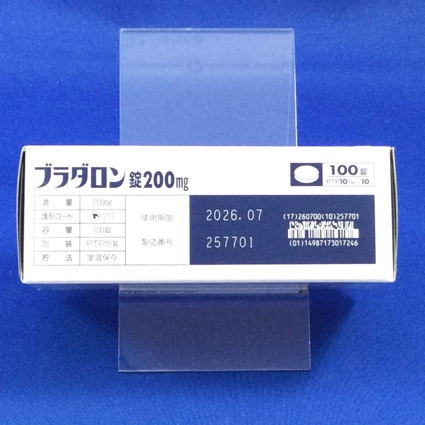 ブラダロン錠200mg
100錠
PTP10錠×10
含量 200mg
識別コード 217
容量 100錠
包装 PTP包装
貯法 室温保存
使用期限 2026.07
製造番号 257701
(17)260700(10)257701
(01)14987173017246